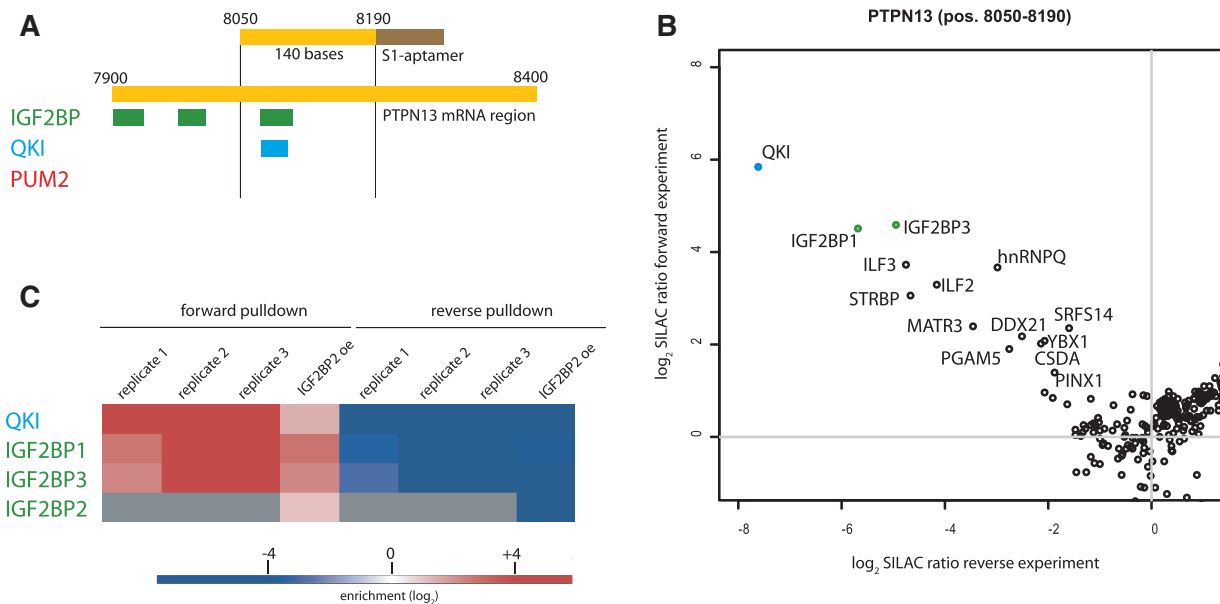 A
8050 8190
140 bases S1-aptamer
7900 8400
IGF2BP
PTPN13 mRNA region
QKI
PUM2
B
PTPN13 (pos. 8050-8190)
log2 SILAC ratio forward experiment
8
6
4
2
0
QKI
IGF2BP1
IGF2BP3
ILF3
hnRNPQ
ILF2
STRBP
MATR3
DDX21
SRFS14
YBX1
PGAM5
CSDA
PINX1
-8 -6 -4 -2 0
log2 SILAC ratio reverse experiment
C
forward pulldown reverse pulldown
replicate 1
replicate 2
replicate 3
IGF2BP2 oe
replicate 1
replicate 2
replicate 3
IGF2BP2 oe
QKI
IGF2BP1
IGF2BP3
IGF2BP2
-4 0 +4
enrichment (log2)